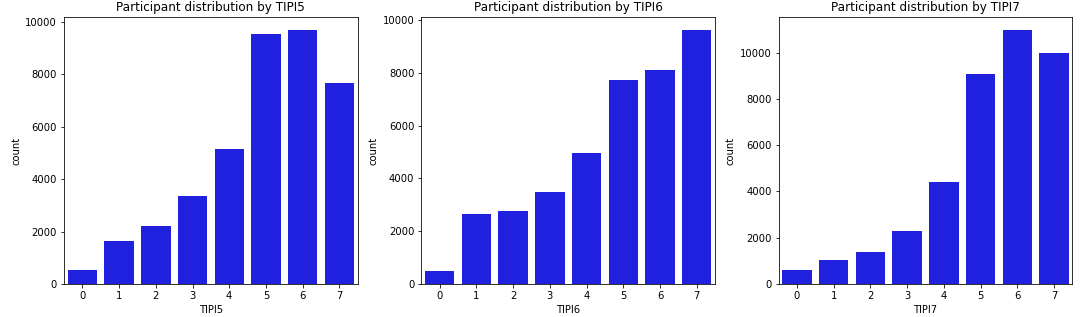 Participant distribution by TIPI5
10000
8000
6000
4000
2000
0
count
0 1 2 3 4 5 6 7
TIPI5
Participant distribution by TIPI6
10000
8000
6000
4000
2000
0
count
0 1 2 3 4 5 6 7
TIPI6
Participant distribution by TIPI7
10000
8000
6000
4000
2000
0
count
0 1 2 3 4 5 6 7
TIPI7